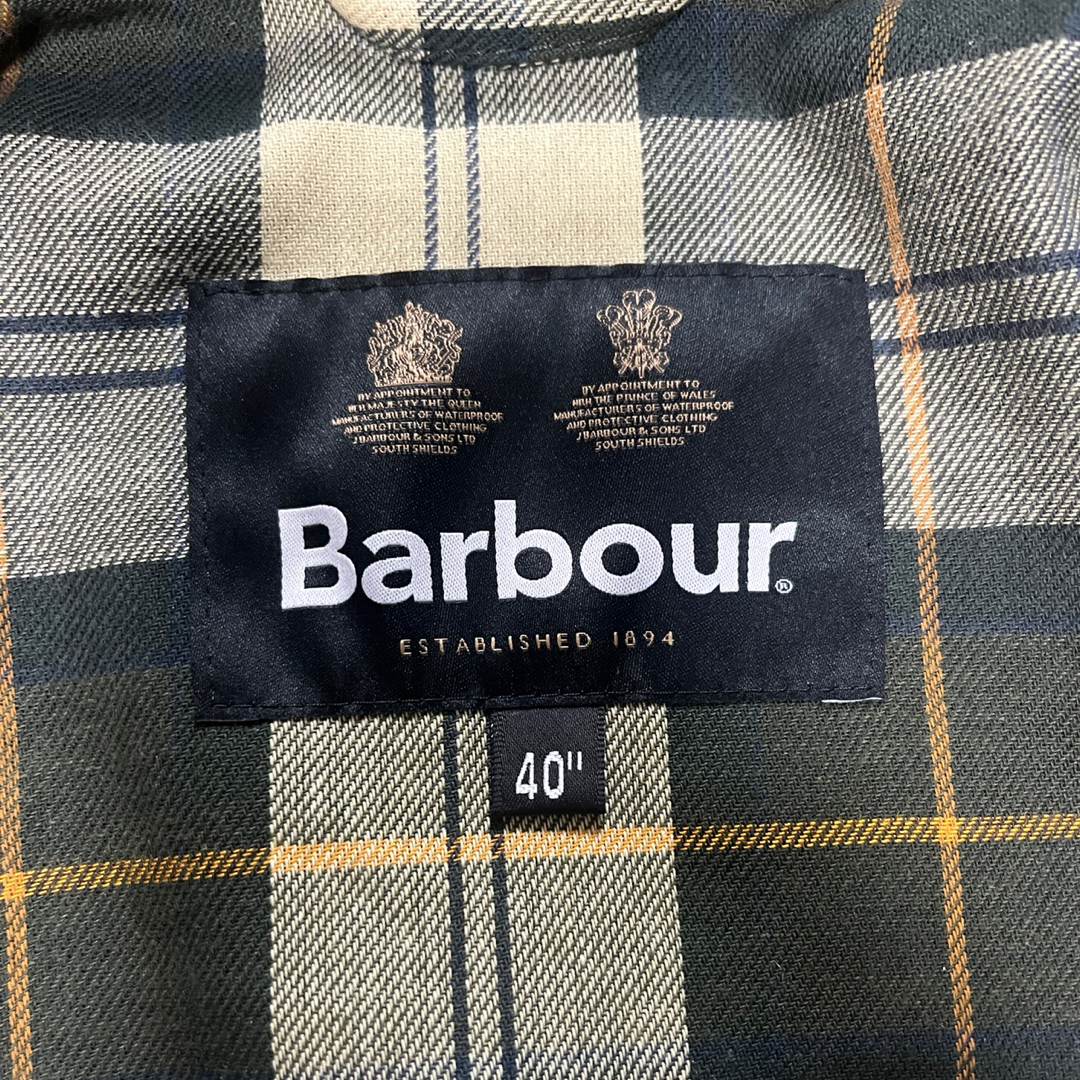 BY APPOINTMENT TO
HER MAJESTY THE QUEEN
MANUFACTURERS OF WATERPROOF
AND PROTECTIVE CLOTHING
J BARBOUR & SONS LTD
SOUTH SHIELDS
BY APPOINTMENT TO
HRH THE PRINCE OF WALES
MANUFACTURERS OF WATERPROOF
AND PROTECTIVE CLOTHING
J BARBOUR & SONS LTD
SOUTH SHIELDS
Barbour®
ESTABLISHED 1894
40"